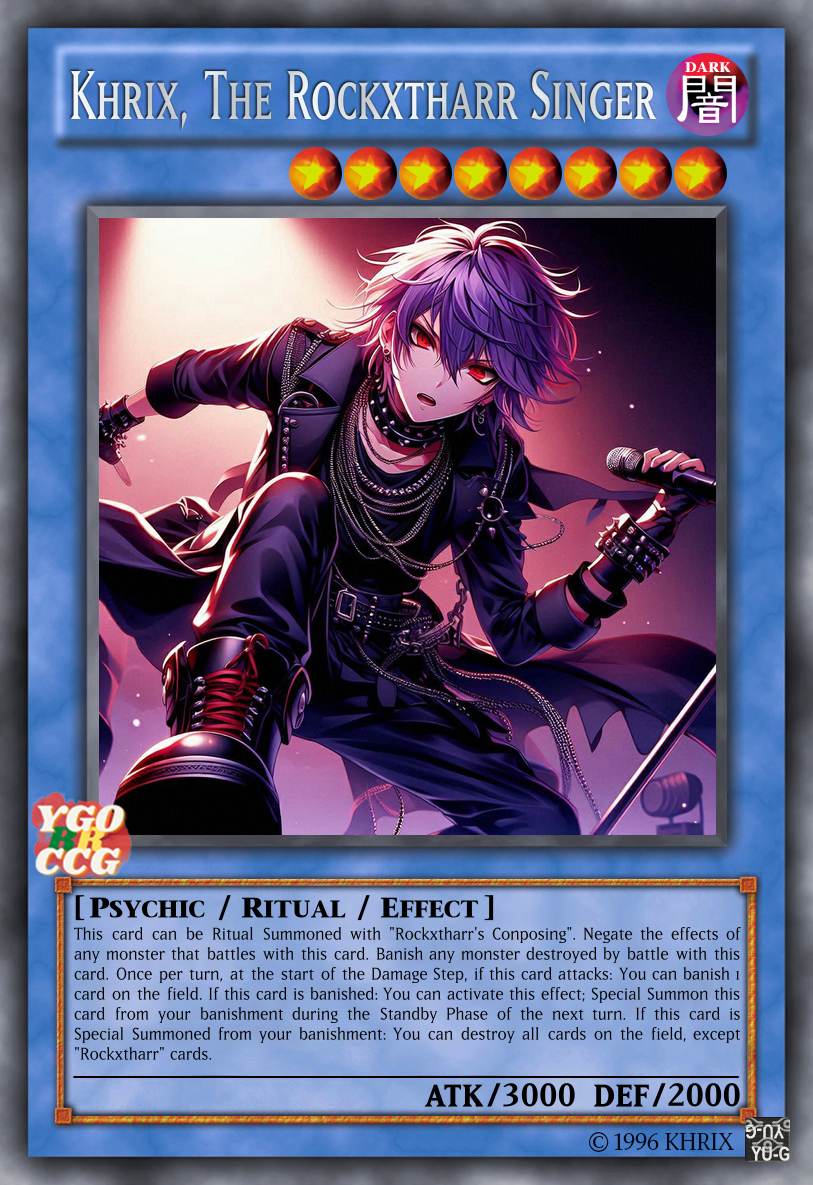 KHRIX, THE ROCKXTHARR SINGER
DARK
闇
YGO
RR
CCG
[ PSYCHIC / RITUAL / EFFECT ]
This card can be Ritual Summoned with "Rockxtharr's Conposing". Negate the effects of
any monster that battles with this card. Banish any monster destroyed by battle with this
card. Once per turn, at the start of the Damage Step, if this card attacks: You can banish 1
card on the field. If this card is banished: You can activate this effect; Special Summon this
card from your banishment during the Standby Phase of the next turn. If this card is
Special Summoned from your banishment: You can destroy all cards on the field, except
"Rockxtharr" cards.
ATK/3000 DEF/2000
© 1996 KHRIX
YU-G